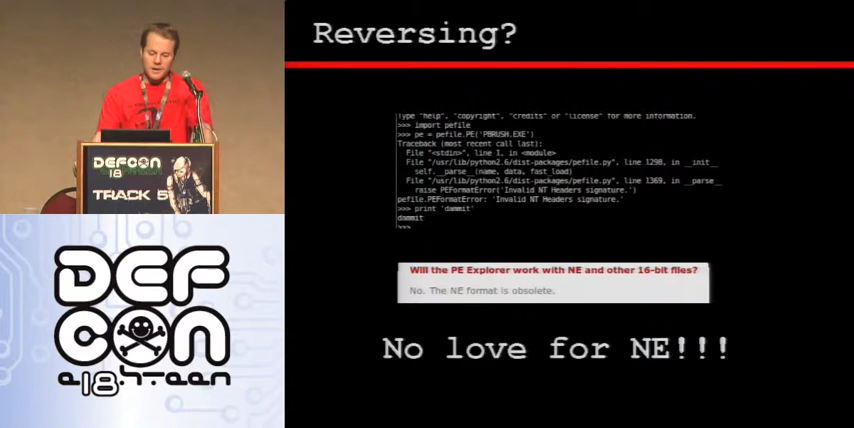 Reversing?
Type "help", "copyright", "credits" or "license" for more information.
>>> import pefile
>>> pe = pefile.PE('PBRUSH.EXE')
Traceback (most recent call last):
File "<stdin>", line 1, in <module>
File "/usr/lib/python2.6/dist-packages/pefile.py", line 1298, in __init__
self.__parse__(name, data, fast_load)
File "/usr/lib/python2.6/dist-packages/pefile.py", line 1369, in __parse__
raise PEFormatError('Invalid NT Headers signature.')
pefile.PEFormatError: 'Invalid NT Headers signature.'
>>> print 'dammit'
dammit
>>>
Will the PE Explorer work with NE and other 16-bit files?
No. The NE format is obsolete.
No love for NE!!!
DEFCON
18
TRACK 5
DEF
CON
e18hteen